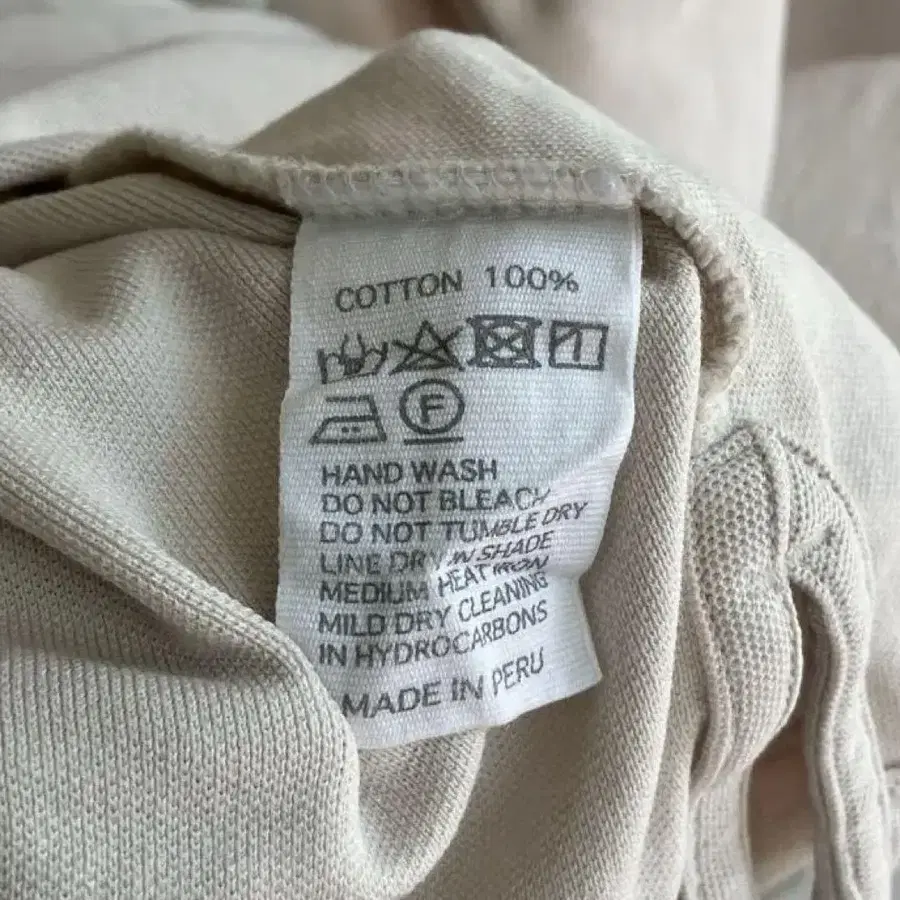 COTTON 100%
F
HAND WASH
DO NOT BLEACH
DO NOT TUMBLE DRY
LINE DRY IN SHADE
MEDIUM HEAT IRON
MILD DRY CLEANING
IN HYDROCARBONS
MADE IN PERU